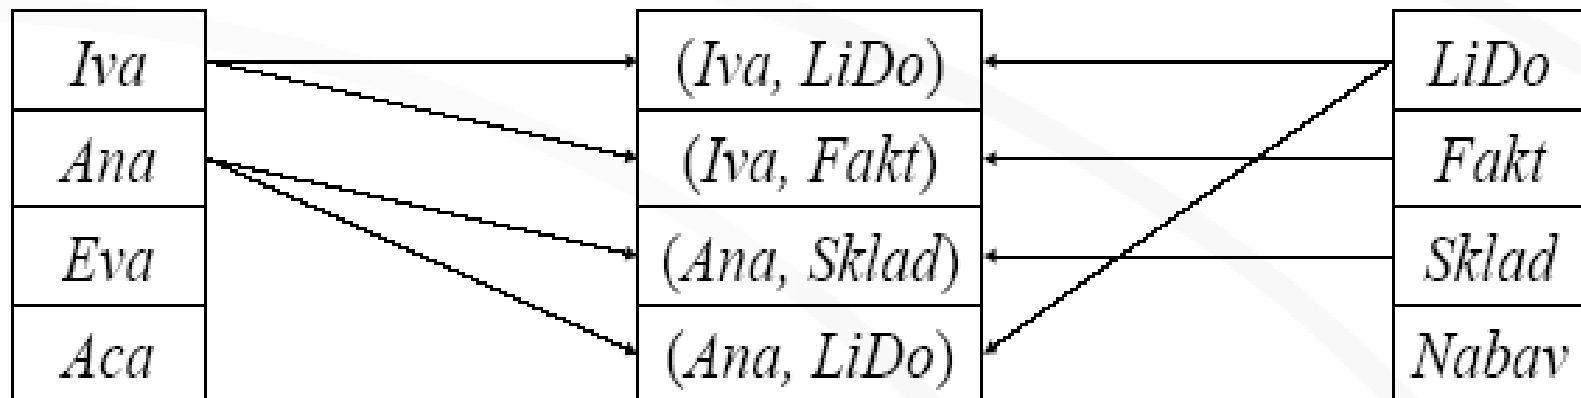 Iva (Iva, LiDo) LiDo
Ana (Iva, Fakt) Fakt
Eva (Ana, Sklad) Sklad
Aca (Ana, LiDo) Nabav